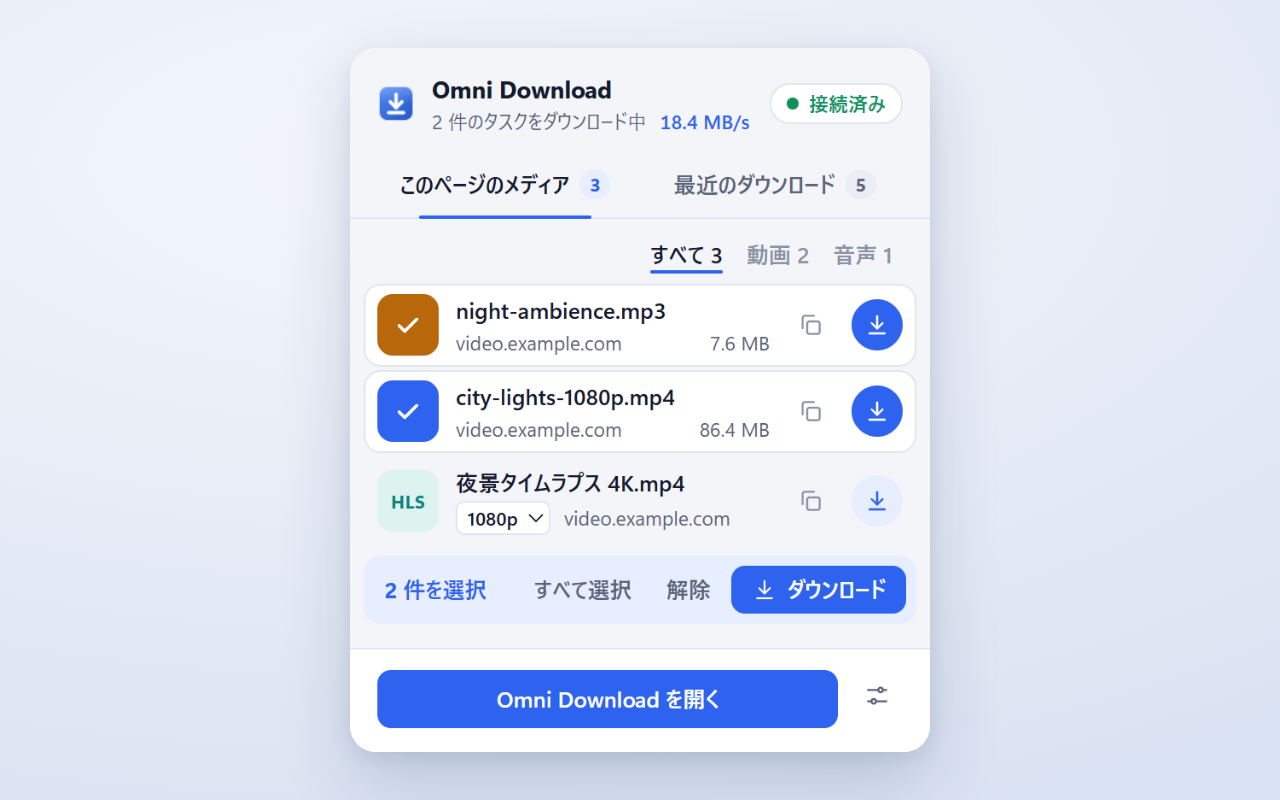 Omni Download
2 件のタスクをダウンロード中 18.4 MB/s
接続済み
このページのメディア 3
最近のダウンロード 5
すべて 3 動画 2 音声 1
night-ambience.mp3
video.example.com 7.6 MB
city-lights-1080p.mp4
video.example.com 86.4 MB
HLS
夜景タイムラプス 4K.mp4
1080p video.example.com
2 件を選択 すべて選択 解除 ダウンロード
Omni Download を開く